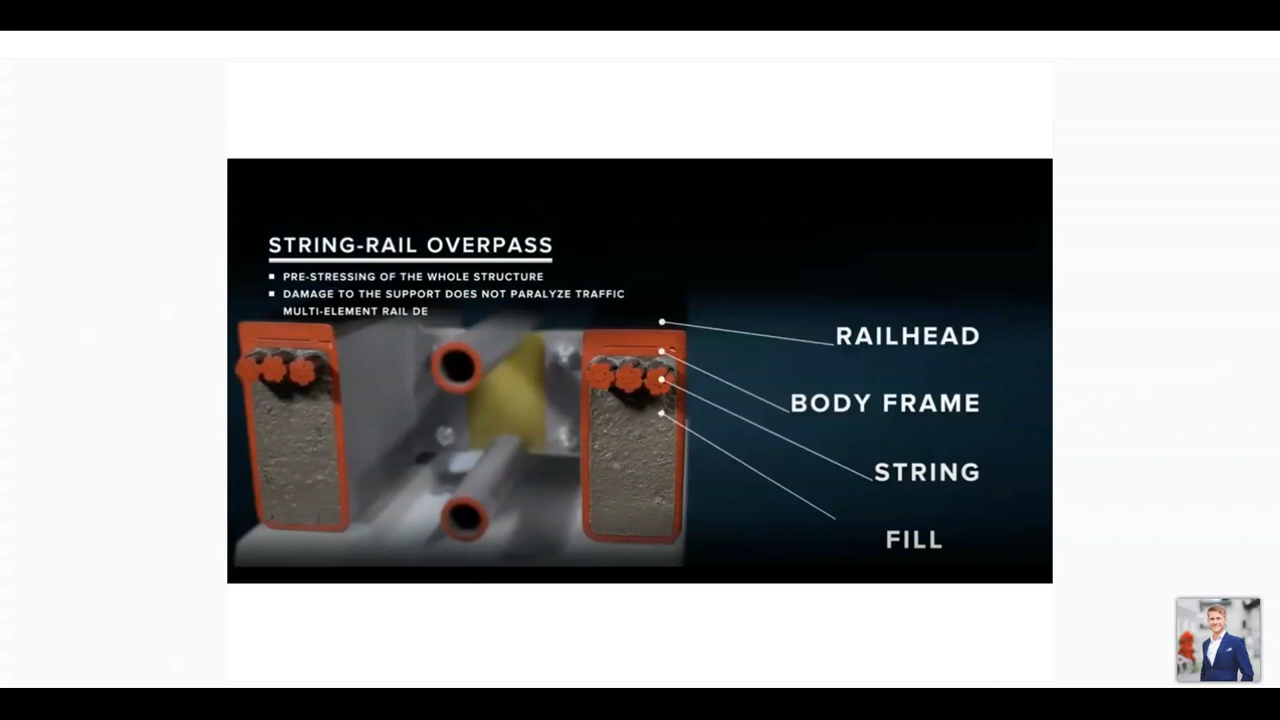 STRING-RAIL OVERPASS
▪ PRE-STRESSING OF THE WHOLE STRUCTURE
▪ DAMAGE TO THE SUPPORT DOES NOT PARALYZE TRAFFIC
MULTI-ELEMENT RAIL DE
RAILHEAD
BODY FRAME
STRING
FILL